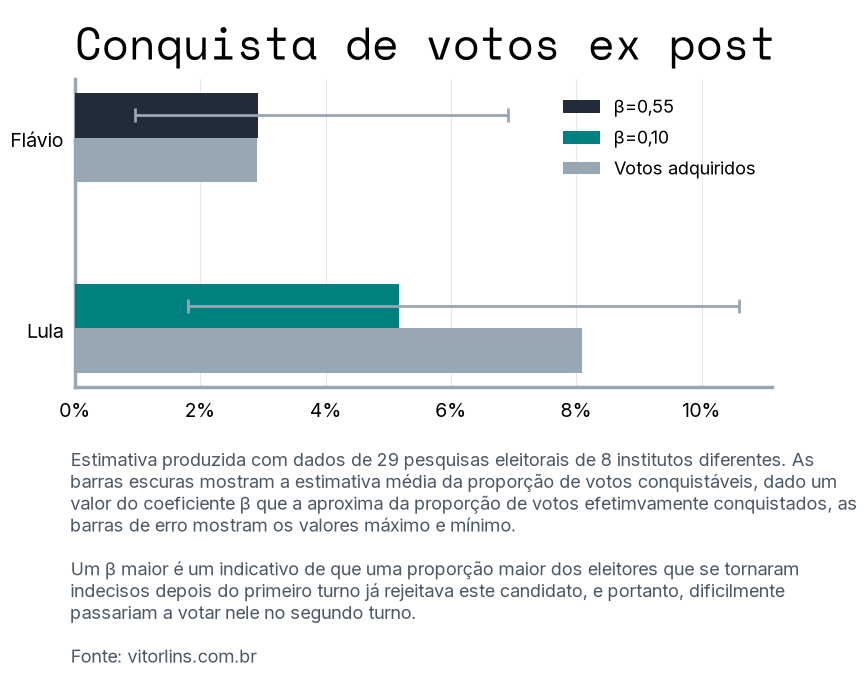 Conquista de votos ex post
β=0,55
β=0,10
Votos adquiridos
Flávio
Lula
0% 2% 4% 6% 8% 10%
Estimativa produzida com dados de 29 pesquisas eleitorais de 8 institutos diferentes. As
barras escuras mostram a estimativa média da proporção de votos conquistáveis, dado um
valor do coeficiente β que a aproxima da proporção de votos efetimvamente conquistados, as
barras de erro mostram os valores máximo e mínimo.
Um β maior é um indicativo de que uma proporção maior dos eleitores que se tornaram
indecisos depois do primeiro turno já rejeitava este candidato, e portanto, dificilmente
passariam a votar nele no segundo turno.
Fonte: vitorlins.com.br